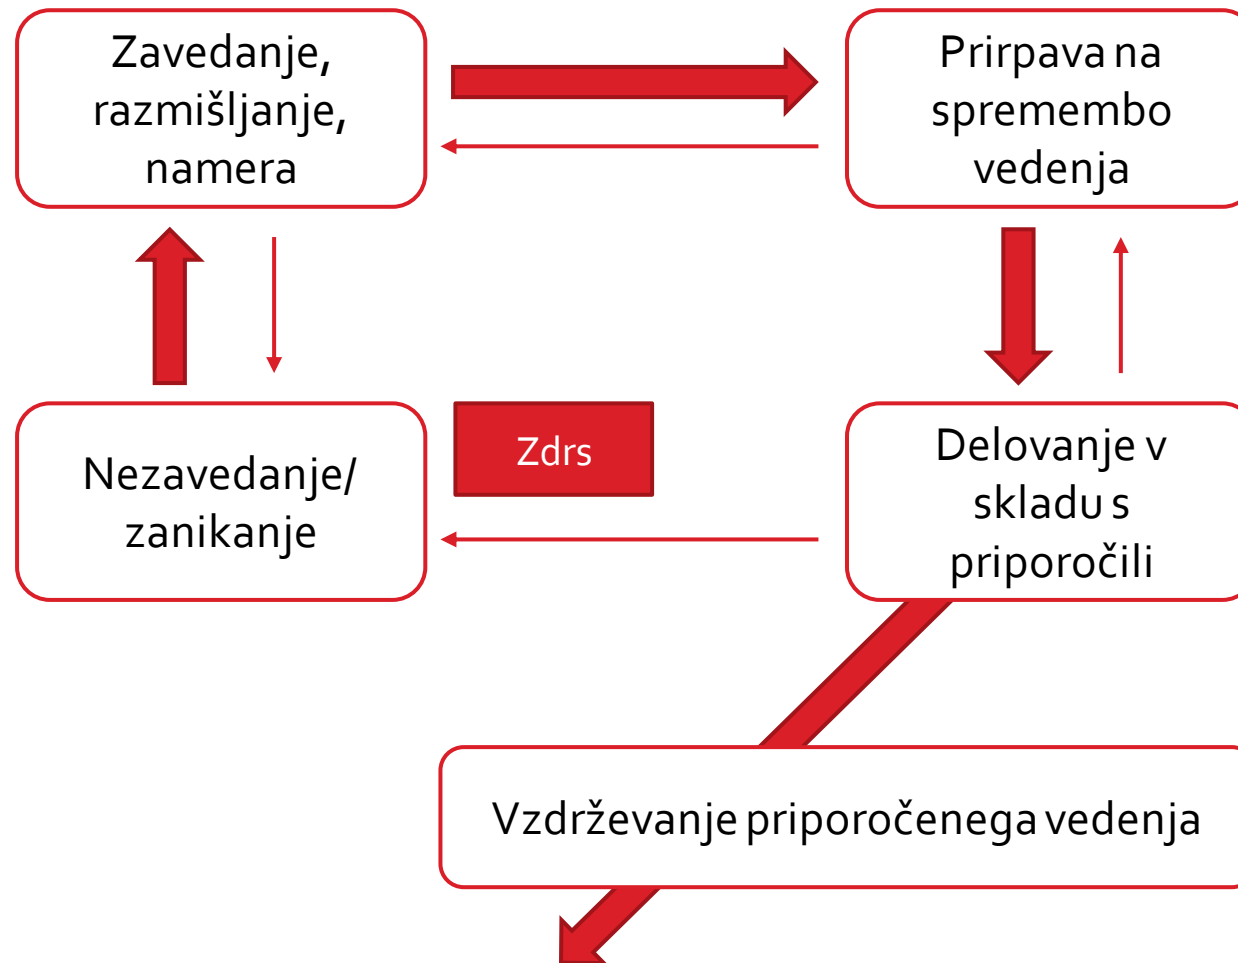 Zavedanje,
razmišljanje,
namera
Prirpava na
spremembo
vedenja
Nezavedanje/
zanikanje
Zdrs
Delovanje v
skladu s
priporočili
Vzdrževanje priporočenega vedenja